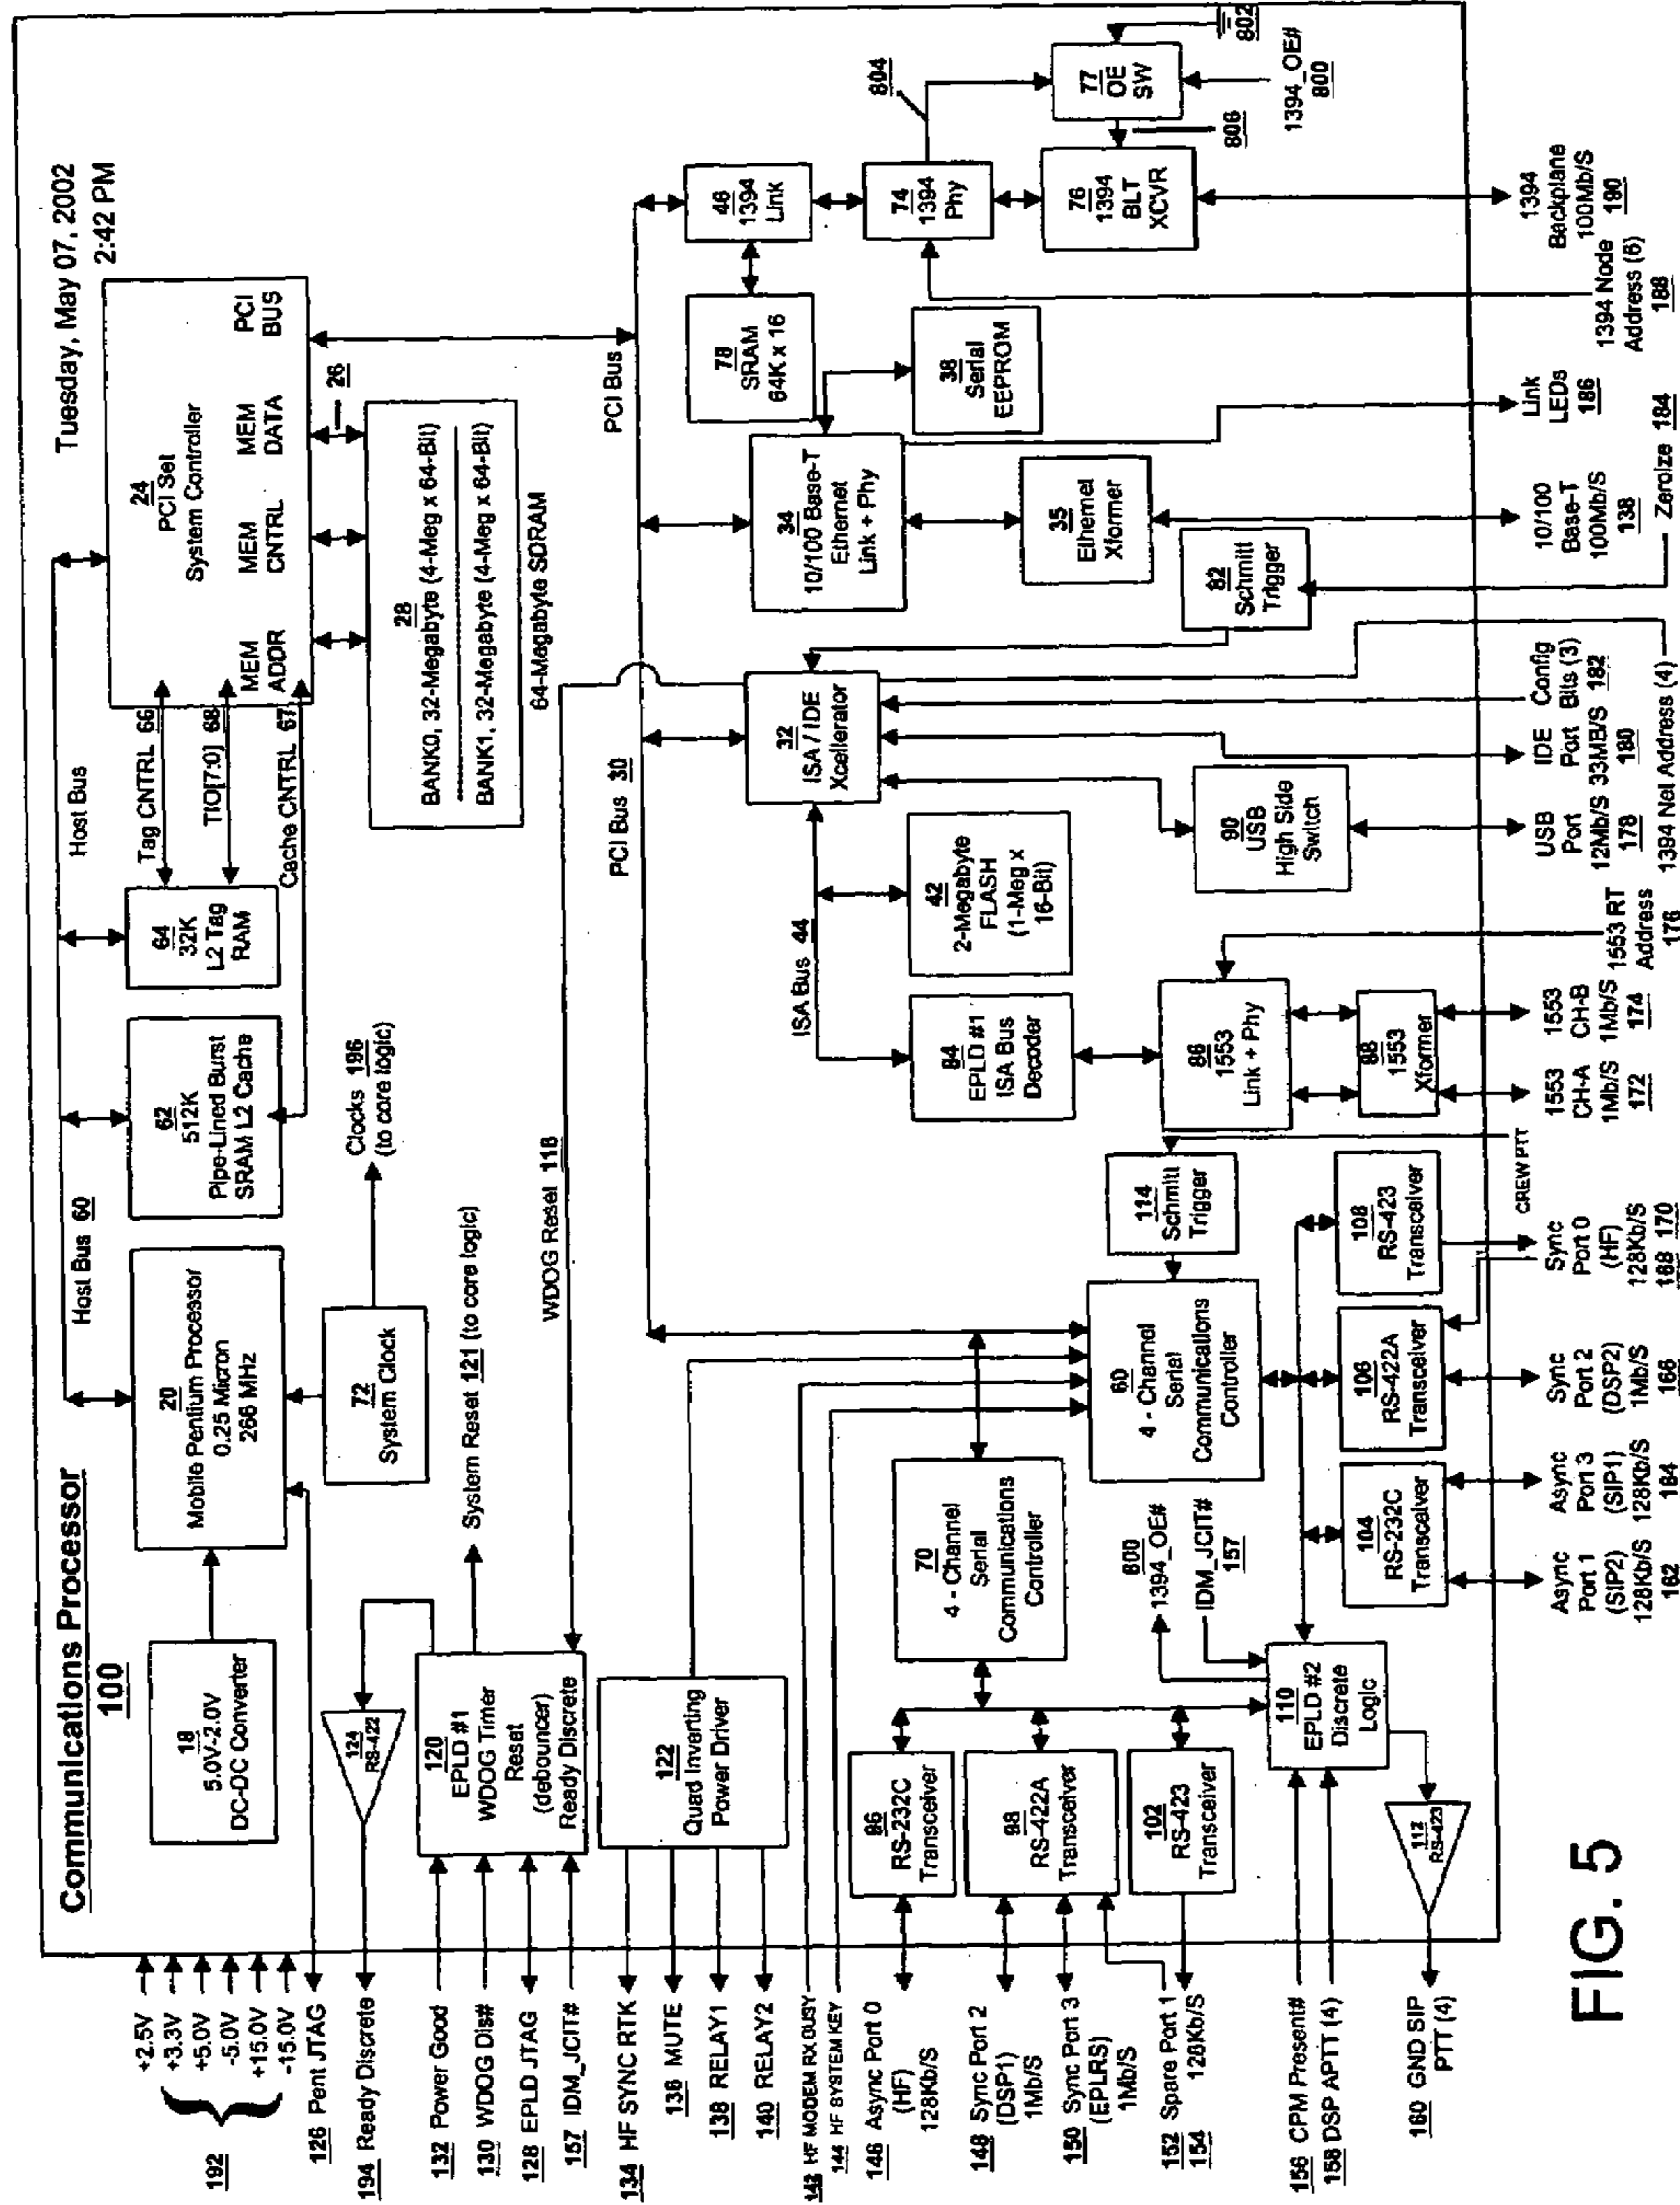 Tuesday, May 07, 2002
2:42 PM
Communications Processor
100
18
5.0V-2.0V
DC-DC Converter
20
Mobile Pentium Processor
0.25 Micron
266 MHz
Host Bus 60
Host Bus
62
512K
Pipe-Lined Burst
SRAM L2 Cache
64
32K
L2 Tag
RAM
Tag CNTRL 66
TIO[7:0] 68
Cache CNTRL 67
24
PCI Set
System Controller
MEM
ADDR
MEM
CNTRL
MEM
DATA
PCI
BUS
26
28
BANK0, 32-Megabyte (4-Meg x 64-Bit)
BANK1, 32-Megabyte (4-Meg x 64-Bit)
64-Megabyte SDRAM
72
System Clock
Clocks 196
(to core logic)
System Reset 121 (to core logic)
WDOG Reset 118
124
RS-422
120
EPLD #1
WDOG Timer
Reset
(debouncer)
Ready Discrete
122
Quad Inverting
Power Driver
PCI Bus 30
PCI Bus
32
ISA / IDE
Xcellerator
34
10/100 Base-T
Ethernet
Link + Phy
35
Ethernet
Xformer
38
Serial
EEPROM
78
SRAM
64K x 16
46
1394
Link
74
1394
Phy
76
1394
BLT
XCVR
77
OE
SW
804
806
802
1394_OE#
800
82
Schmitt
Trigger
ISA Bus 44
42
2-Megabyte
FLASH
(1-Meg x
16-Bit)
84
EPLD #1
ISA Bus
Decoder
86
1553
Link + Phy
88
1553
Xformer
90
USB
High Side
Switch
114
Schmitt
Trigger
60
4 - Channel
Serial
Communications
Controller
70
4 - Channel
Serial
Communications
Controller
96
RS-232C
Transceiver
98
RS-422A
Transceiver
102
RS-423
Transceiver
104
RS-232C
Transceiver
106
RS-422A
Transceiver
108
RS-423
Transceiver
800
1394_OE#
IDM_JCIT#
157
110
EPLD #2
Discrete
Logic
112
RS-423
192
+2.5V
+3.3V
+5.0V
-5.0V
+15.0V
-15.0V
126 Pent JTAG
194 Ready Discrete
132 Power Good
130 WDOG Dis#
128 EPLD JTAG
157 IDM_JCIT#
134 HF SYNC RTK
136 MUTE
138 RELAY1
140 RELAY2
142 HF MODEM RX BUSY
144 HF SYSTEM KEY
146 Async Port 0
(HF)
128Kb/S
148 Sync Port 2
(DSP1)
1Mb/S
150 Sync Port 3
(EPLRS)
1Mb/S
152 Spare Port 1
154 128Kb/S
156 CPM Present#
158 DSP APTT (4)
160 GND SIP
PTT (4)
Async
Port 1
(SIP2)
128Kb/S
162
Async
Port 3
(SIP1)
128Kb/S
164
Sync
Port 2
(DSP2)
1Mb/S
166
Sync
Port 0
(HF)
128Kb/S
168 170
CREW PTT
1553
CH-A
1Mb/S
172
1553
CH-B
1Mb/S
174
1553 RT
Address
176
USB
Port
12Mb/S
178
IDE
Port
33MB/S
180
Config
Bits (3)
182
1394 Net Address (4)
Zeroize 184
10/100
Base-T
100Mb/S
138
Link
LEDs
186
1394 Node
Address (6)
188
1394
Backplane
100Mb/S
190
FIG. 5